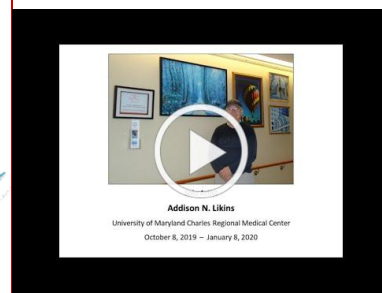 Addison N. Likins
University of Maryland Charles Regional Medical Center
October 8, 2019 – January 8, 2020